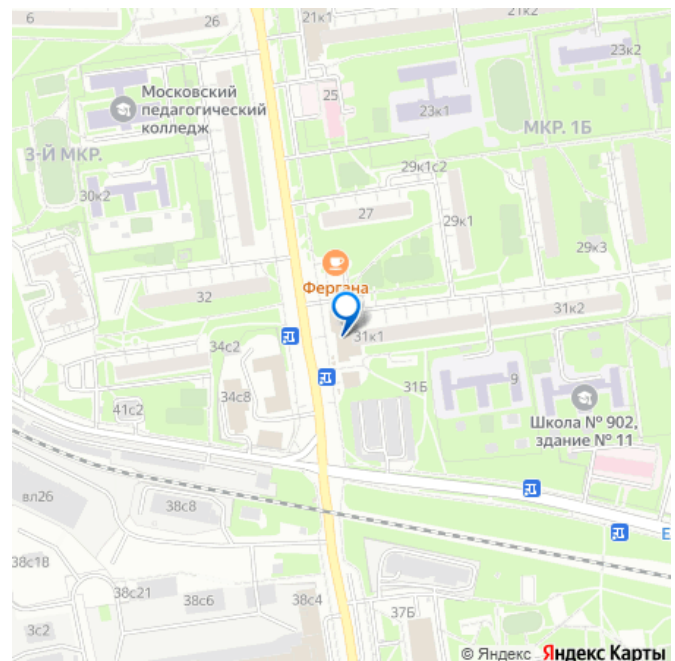 6
26
21к1
21к2
23к2
Московский
педагогический
колледж
25
23к1
МКР. 1Б
3-Й МКР.
30к2
29к1с2
27
29к1
29к3
Фергана
32
31к2
31к1
34с2
34с8
31Б
9
41с2
Школа № 902,
здание № 11
вл26
38с8
Е
38с18
38с21
38с6
38с4
37Б
3с2
© Яндекс Яндекс Карты